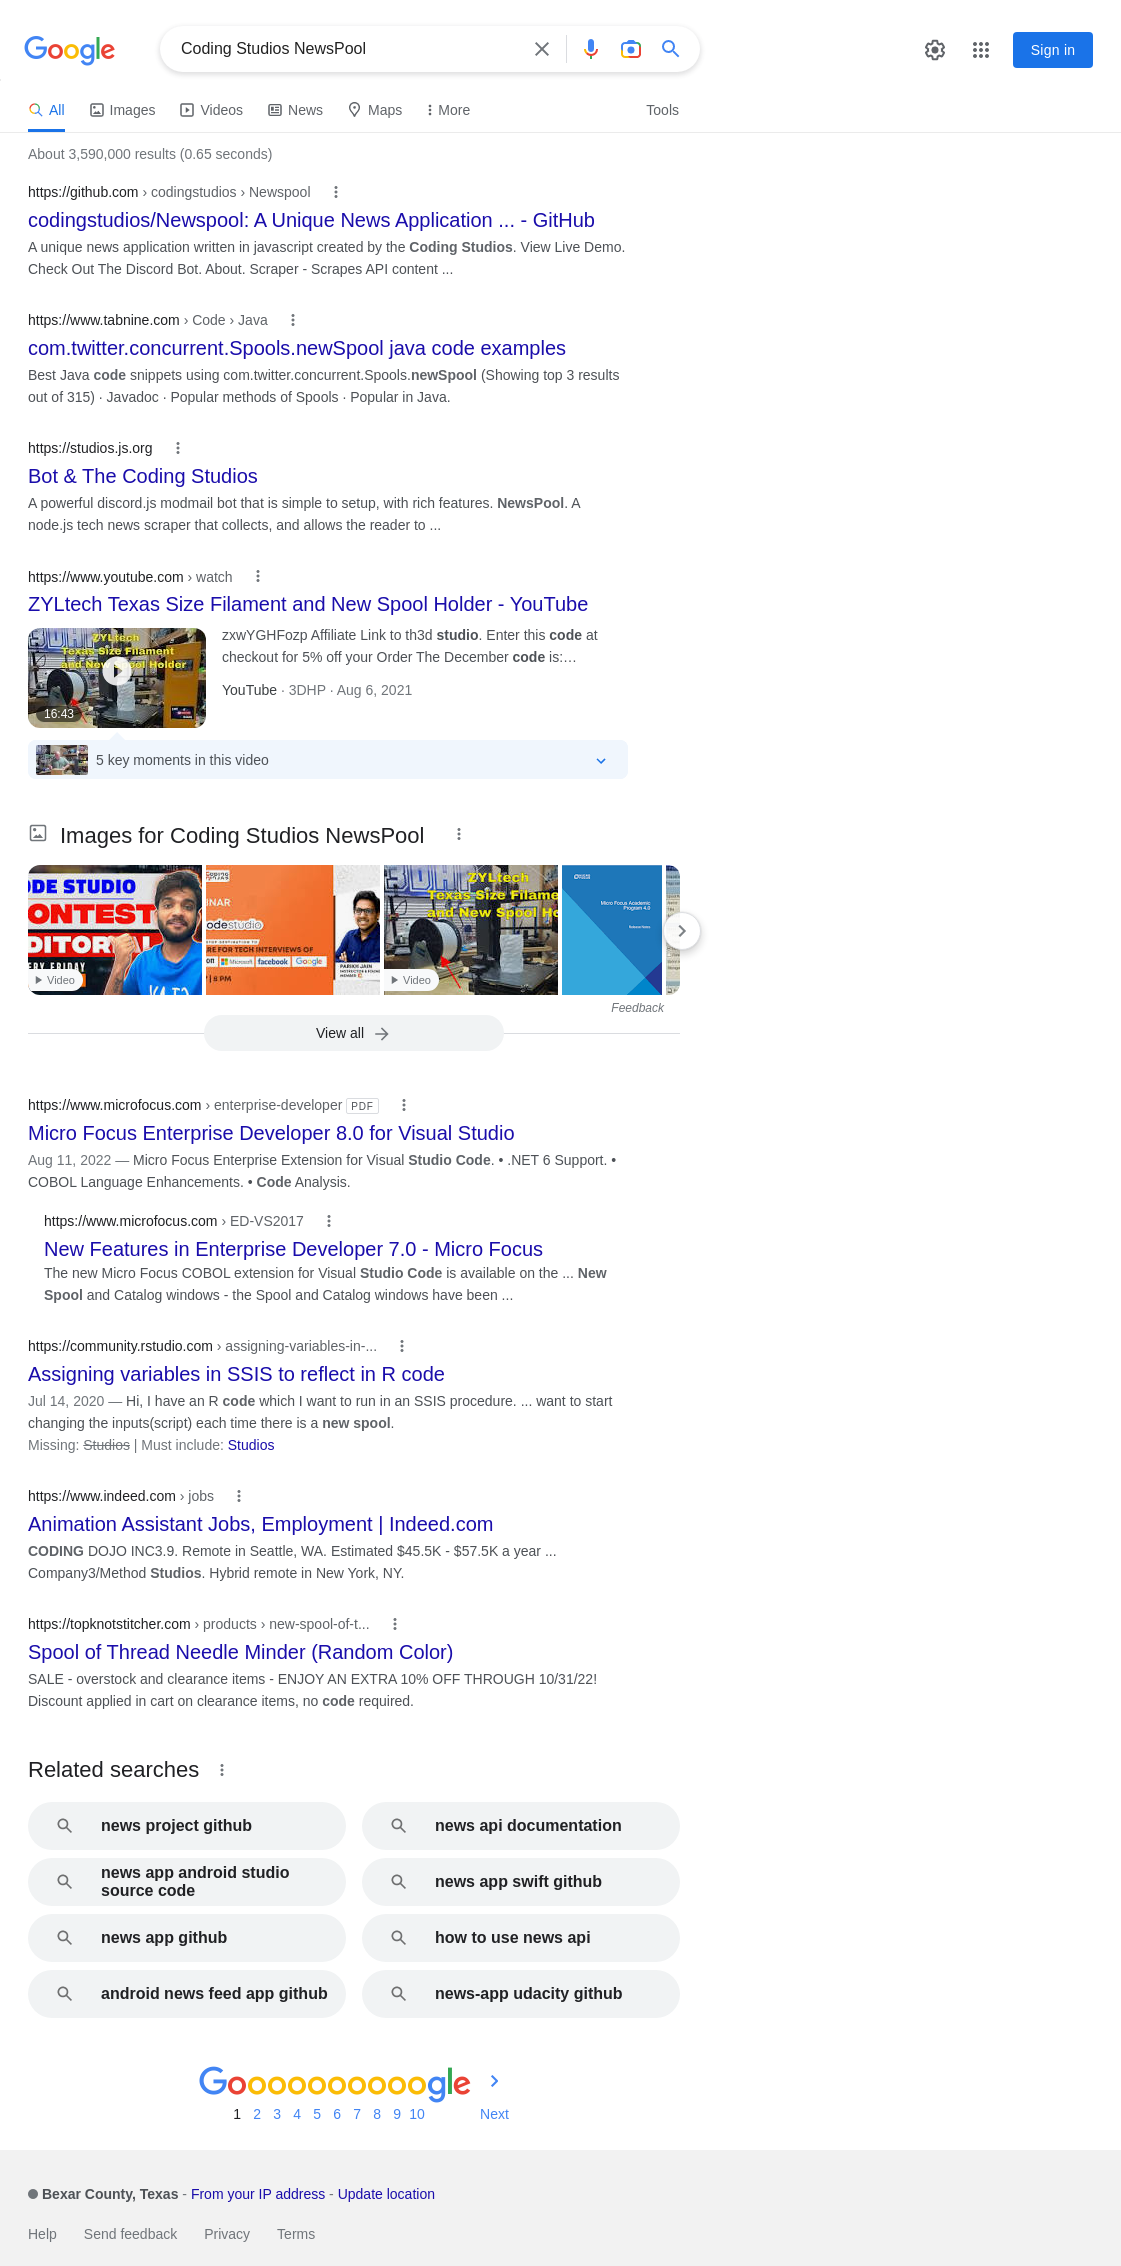 Google
Coding Studios NewsPool
Sign in
All
Images
Videos
News
Maps
More
Tools
About 3,590,000 results (0.65 seconds)
https://github.com › codingstudios › Newspool
codingstudios/Newspool: A Unique News Application ... - GitHub
A unique news application written in javascript created by the Coding Studios. View Live Demo.
Check Out The Discord Bot. About. Scraper - Scrapes API content ...
https://www.tabnine.com › Code › Java
com.twitter.concurrent.Spools.newSpool java code examples
Best Java code snippets using com.twitter.concurrent.Spools.newSpool (Showing top 3 results
out of 315) · Javadoc · Popular methods of Spools · Popular in Java.
https://studios.js.org
Bot & The Coding Studios
A powerful discord.js modmail bot that is simple to setup, with rich features. NewsPool. A
node.js tech news scraper that collects, and allows the reader to ...
https://www.youtube.com › watch
ZYLtech Texas Size Filament and New Spool Holder - YouTube
ZYLtech
Texas Size Filament
and New Spool Holder
16:43
zxwYGHFozp Affiliate Link to th3d studio. Enter this code at
checkout for 5% off your Order The December code is:…
YouTube · 3DHP · Aug 6, 2021
5 key moments in this video
Images for Coding Studios NewsPool
ODE STUDIO
ONTEST
DITORIAL
ERY FRIDAY
Video
CODING
NINJAS
INAR
odestudio
RE FOR TECH INTERVIEWS OF
on Microsoft facebook Google
| 8 PM
PARIKH JAIN
ZYLtech
Texas Size Filame
and New Spool Ho
Video
Micro Focus Academic
Program 4.0
Release Notes
Feedback
View all
https://www.microfocus.com › enterprise-developer PDF
Micro Focus Enterprise Developer 8.0 for Visual Studio
Aug 11, 2022 — Micro Focus Enterprise Extension for Visual Studio Code. • .NET 6 Support. •
COBOL Language Enhancements. • Code Analysis.
https://www.microfocus.com › ED-VS2017
New Features in Enterprise Developer 7.0 - Micro Focus
The new Micro Focus COBOL extension for Visual Studio Code is available on the ... New
Spool and Catalog windows - the Spool and Catalog windows have been ...
https://community.rstudio.com › assigning-variables-in-...
Assigning variables in SSIS to reflect in R code
Jul 14, 2020 — Hi, I have an R code which I want to run in an SSIS procedure. ... want to start
changing the inputs(script) each time there is a new spool.
Missing: Studios | Must include: Studios
https://www.indeed.com › jobs
Animation Assistant Jobs, Employment | Indeed.com
CODING DOJO INC3.9. Remote in Seattle, WA. Estimated $45.5K - $57.5K a year ...
Company3/Method Studios. Hybrid remote in New York, NY.
https://topknotstitcher.com › products › new-spool-of-t...
Spool of Thread Needle Minder (Random Color)
SALE - overstock and clearance items - ENJOY AN EXTRA 10% OFF THROUGH 10/31/22!
Discount applied in cart on clearance items, no code required.
Related searches
news project github
news api documentation
news app android studio
source code
news app swift github
news app github
how to use news api
android news feed app github
news-app udacity github
Goooooooooogle
1 2 3 4 5 6 7 8 9 10 Next
Bexar County, Texas - From your IP address - Update location
Help Send feedback Privacy Terms